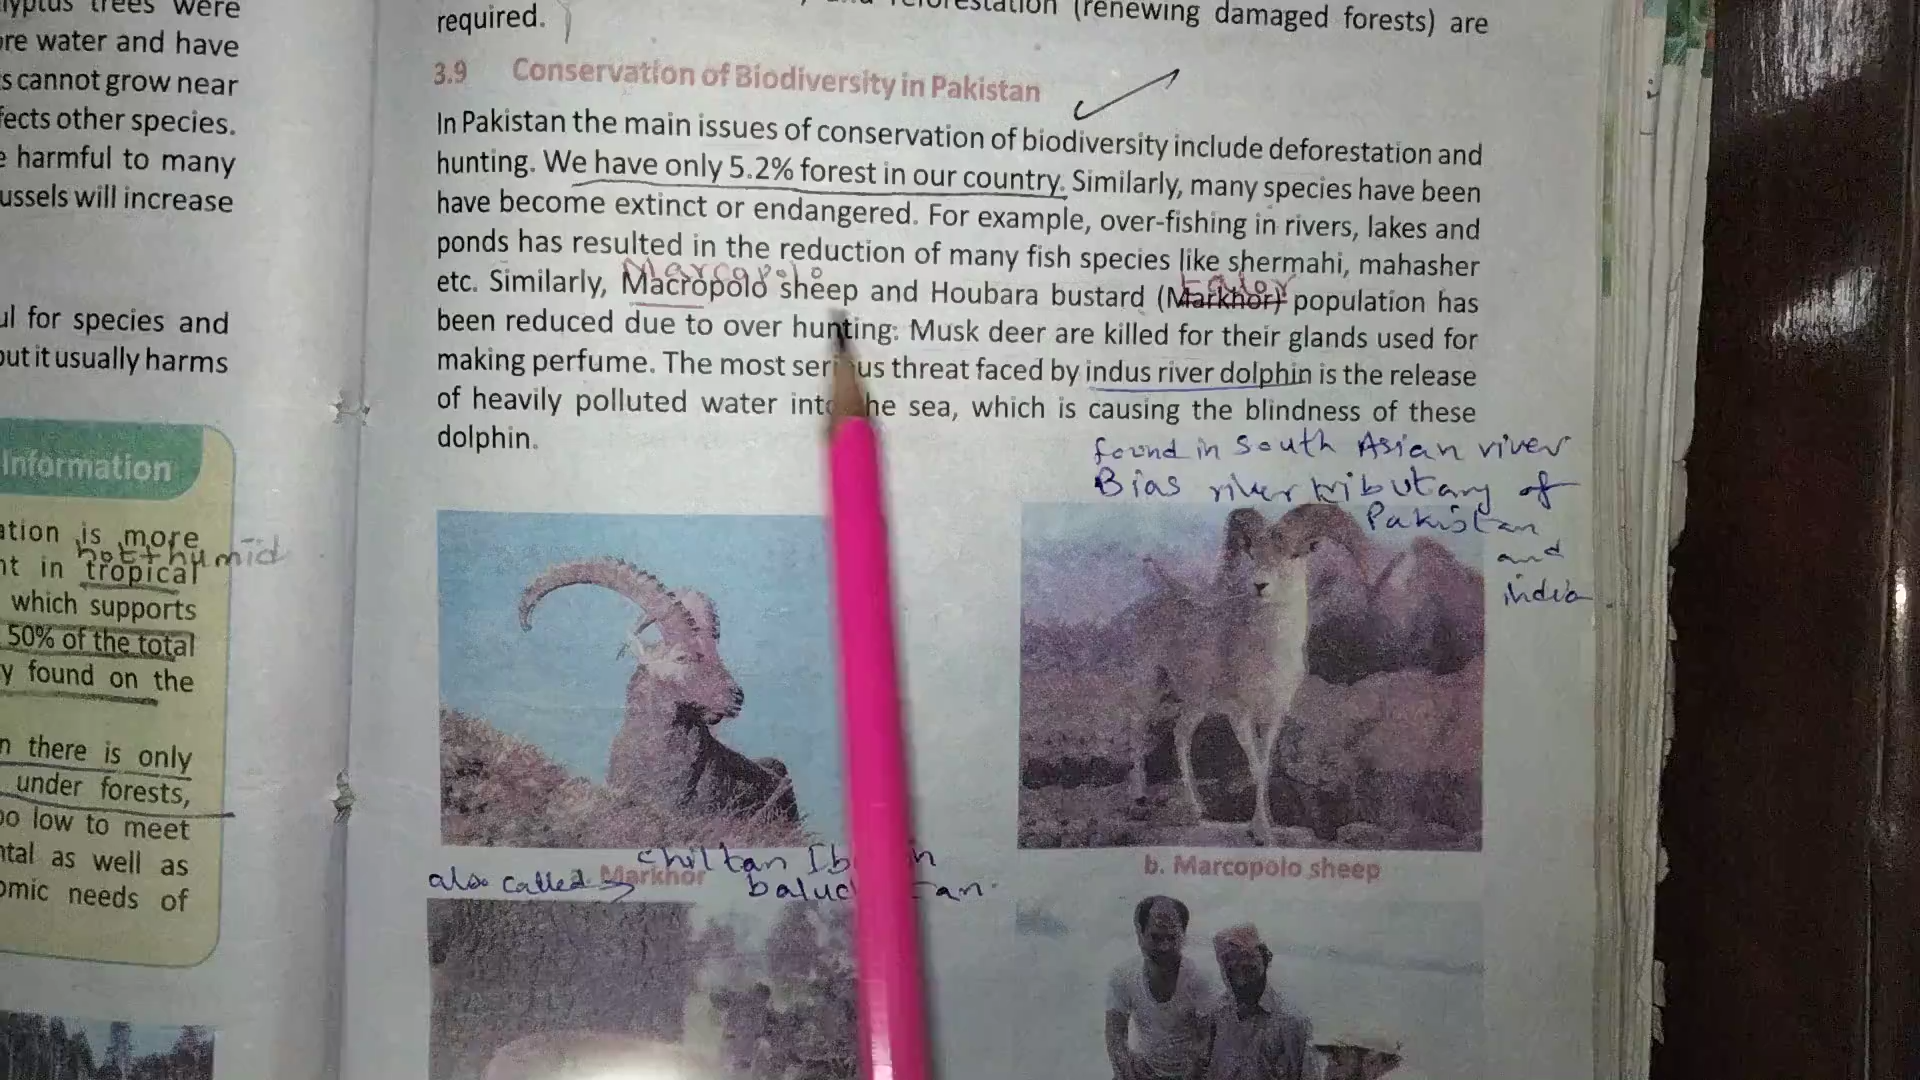 lyptus trees were
ore water and have
s cannot grow near
fects other species.
e harmful to many
ussels will increase
ul for species and
out it usually harms
Information
ation is more
hot + humid
nt in tropical
which supports
50% of the total
y found on the
n there is only
under forests,
oo low to meet
ntal as well as
omic needs of
(renewing damaged forests) are
required.
3.9 Conservation of Biodiversity in Pakistan
In Pakistan the main issues of conservation of biodiversity include deforestation and
hunting. We have only 5.2% forest in our country. Similarly, many species have been
have become extinct or endangered. For example, over-fishing in rivers, lakes and
ponds has resulted in the reduction of many fish species like shermahi, mahasher
Marcopolo
etc. Similarly, Macropolo sheep and Houbara bustard (Markhor) population has
been reduced due to over hunting: Musk deer are killed for their glands used for
making perfume. The most serious threat faced by indus river dolphin is the release
of heavily polluted water into the sea, which is causing the blindness of these
dolphin.
found in South Asian river
Bias river tributary of
Pakistan
and
india
chiltan Ib n
also called Markhor baluc an.
b. Marcopolo sheep